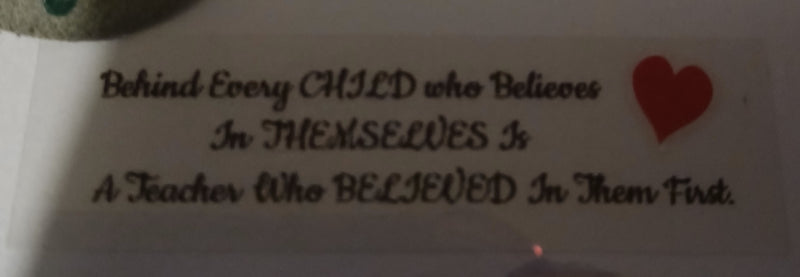 Behind Every CHILD who Believes
In THEMSELVES Is
A Teacher Who BELIEVED In Them First.